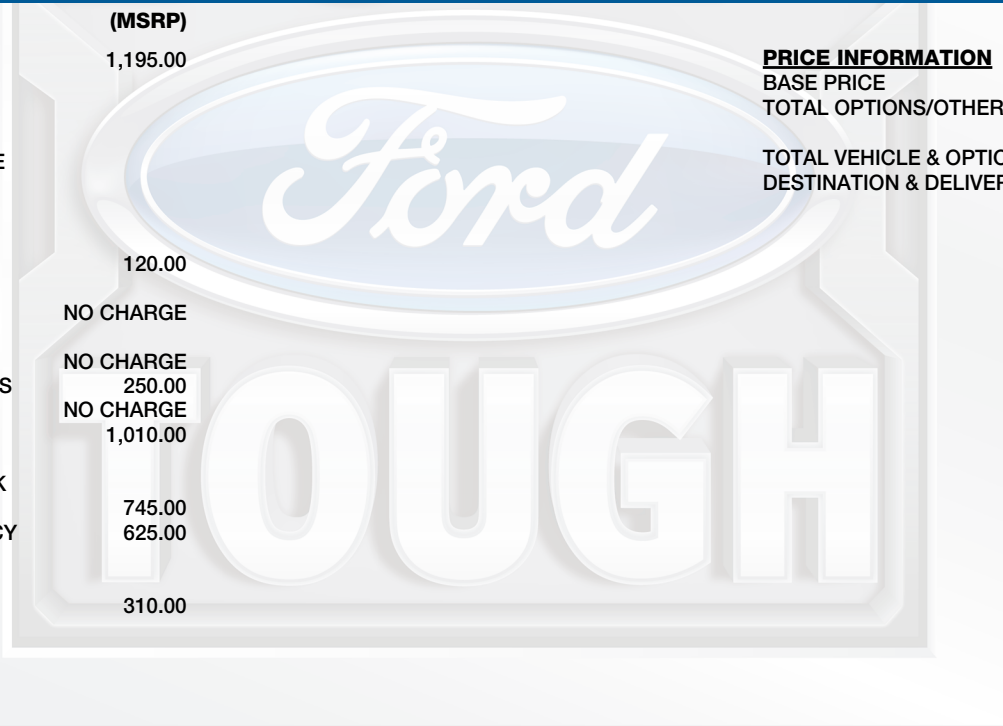 (MSRP)
1,195.00
E
120.00
NO CHARGE
NO CHARGE
S 250.00
NO CHARGE
1,010.00
K
745.00
CY 625.00
310.00
PRICE INFORMATION
BASE PRICE
TOTAL OPTIONS/OTHER
TOTAL VEHICLE & OPTIO
DESTINATION & DELIVER
Ford
TOUGH